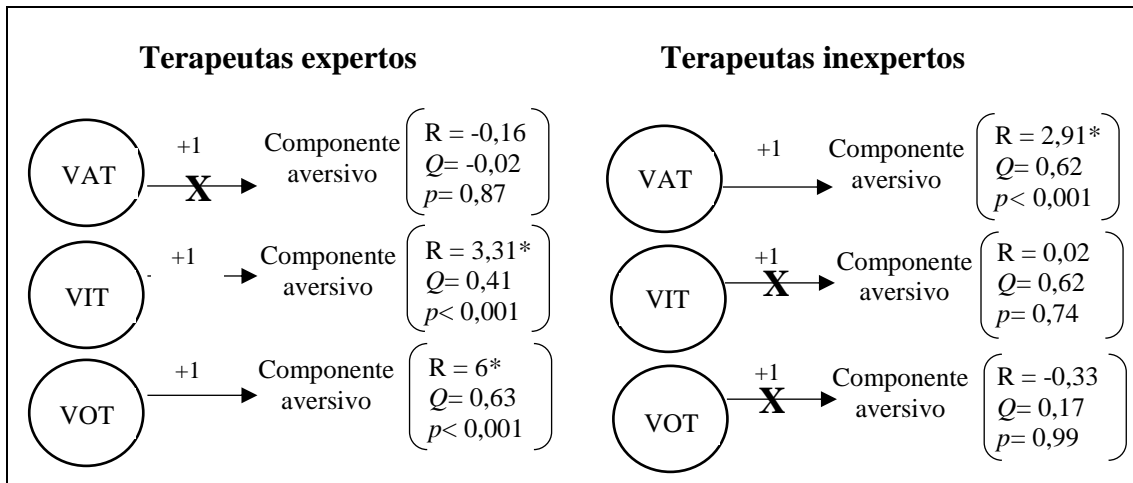 Terapeutas expertos
VAT
+1
X
Componente
aversivo
R = -0,16
Q= -0,02
p= 0,87
VIT
+1
Componente
aversivo
R = 3,31*
Q= 0,41
p< 0,001
VOT
+1
Componente
aversivo
R = 6*
Q= 0,63
p< 0,001
Terapeutas inexpertos
VAT
+1
Componente
aversivo
R = 2,91*
Q= 0,62
p< 0,001
VIT
+1
X
Componente
aversivo
R = 0,02
Q= 0,62
p= 0,74
VOT
+1
X
Componente
aversivo
R = -0,33
Q= 0,17
p= 0,99